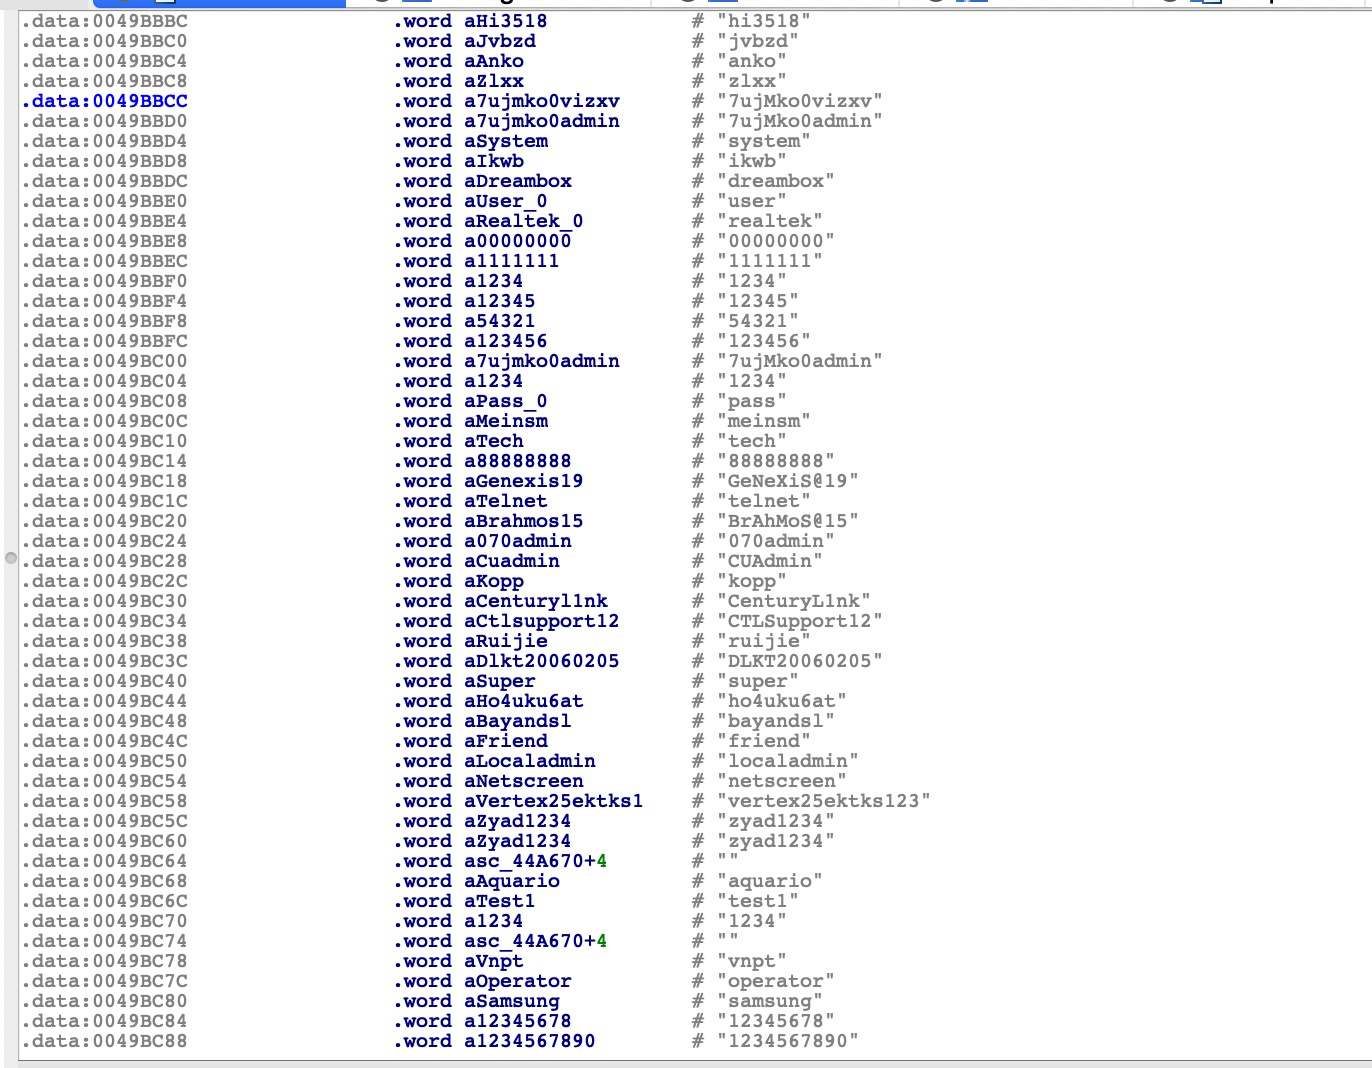 .data:0049BBBC .word aHi3518 # "hi3518"
.data:0049BBC0 .word aJvbzd # "jvbzd"
.data:0049BBC4 .word aAnko # "anko"
.data:0049BBC8 .word aZlxx # "zlxx"
.data:0049BBCC .word a7ujmko0vizxv # "7ujMko0vizxv"
.data:0049BBD0 .word a7ujmko0admin # "7ujMko0admin"
.data:0049BBD4 .word aSystem # "system"
.data:0049BBD8 .word aIkwb # "ikwb"
.data:0049BBDC .word aDreambox # "dreambox"
.data:0049BBE0 .word aUser_0 # "user"
.data:0049BBE4 .word aRealtek_0 # "realtek"
.data:0049BBE8 .word a00000000 # "00000000"
.data:0049BBEC .word a1111111 # "1111111"
.data:0049BBF0 .word a1234 # "1234"
.data:0049BBF4 .word a12345 # "12345"
.data:0049BBF8 .word a54321 # "54321"
.data:0049BBFC .word a123456 # "123456"
.data:0049BC00 .word a7ujmko0admin # "7ujMko0admin"
.data:0049BC04 .word a1234 # "1234"
.data:0049BC08 .word aPass_0 # "pass"
.data:0049BC0C .word aMeinsm # "meinsm"
.data:0049BC10 .word aTech # "tech"
.data:0049BC14 .word a88888888 # "88888888"
.data:0049BC18 .word aGenexis19 # "GeNeXiS@19"
.data:0049BC1C .word aTelnet # "telnet"
.data:0049BC20 .word aBrahmos15 # "BrAhMoS@15"
.data:0049BC24 .word a070admin # "070admin"
.data:0049BC28 .word aCuadmin # "CUAdmin"
.data:0049BC2C .word aKopp # "kopp"
.data:0049BC30 .word aCenturyl1nk # "CenturyL1nk"
.data:0049BC34 .word aCtlsupport12 # "CTLSupport12"
.data:0049BC38 .word aRuijie # "ruijie"
.data:0049BC3C .word aDlkt20060205 # "DLKT20060205"
.data:0049BC40 .word aSuper # "super"
.data:0049BC44 .word aHo4uku6at # "ho4uku6at"
.data:0049BC48 .word aBayandsl # "bayandsl"
.data:0049BC4C .word aFriend # "friend"
.data:0049BC50 .word aLocaladmin # "localadmin"
.data:0049BC54 .word aNetscreen # "netscreen"
.data:0049BC58 .word aVertex25ektks1 # "vertex25ektks123"
.data:0049BC5C .word aZyad1234 # "zyad1234"
.data:0049BC60 .word aZyad1234 # "zyad1234"
.data:0049BC64 .word asc_44A670+4 # ""
.data:0049BC68 .word aAquario # "aquario"
.data:0049BC6C .word aTest1 # "test1"
.data:0049BC70 .word a1234 # "1234"
.data:0049BC74 .word asc_44A670+4 # ""
.data:0049BC78 .word aVnpt # "vnpt"
.data:0049BC7C .word aOperator # "operator"
.data:0049BC80 .word aSamsung # "samsung"
.data:0049BC84 .word a12345678 # "12345678"
.data:0049BC88 .word a1234567890 # "1234567890"